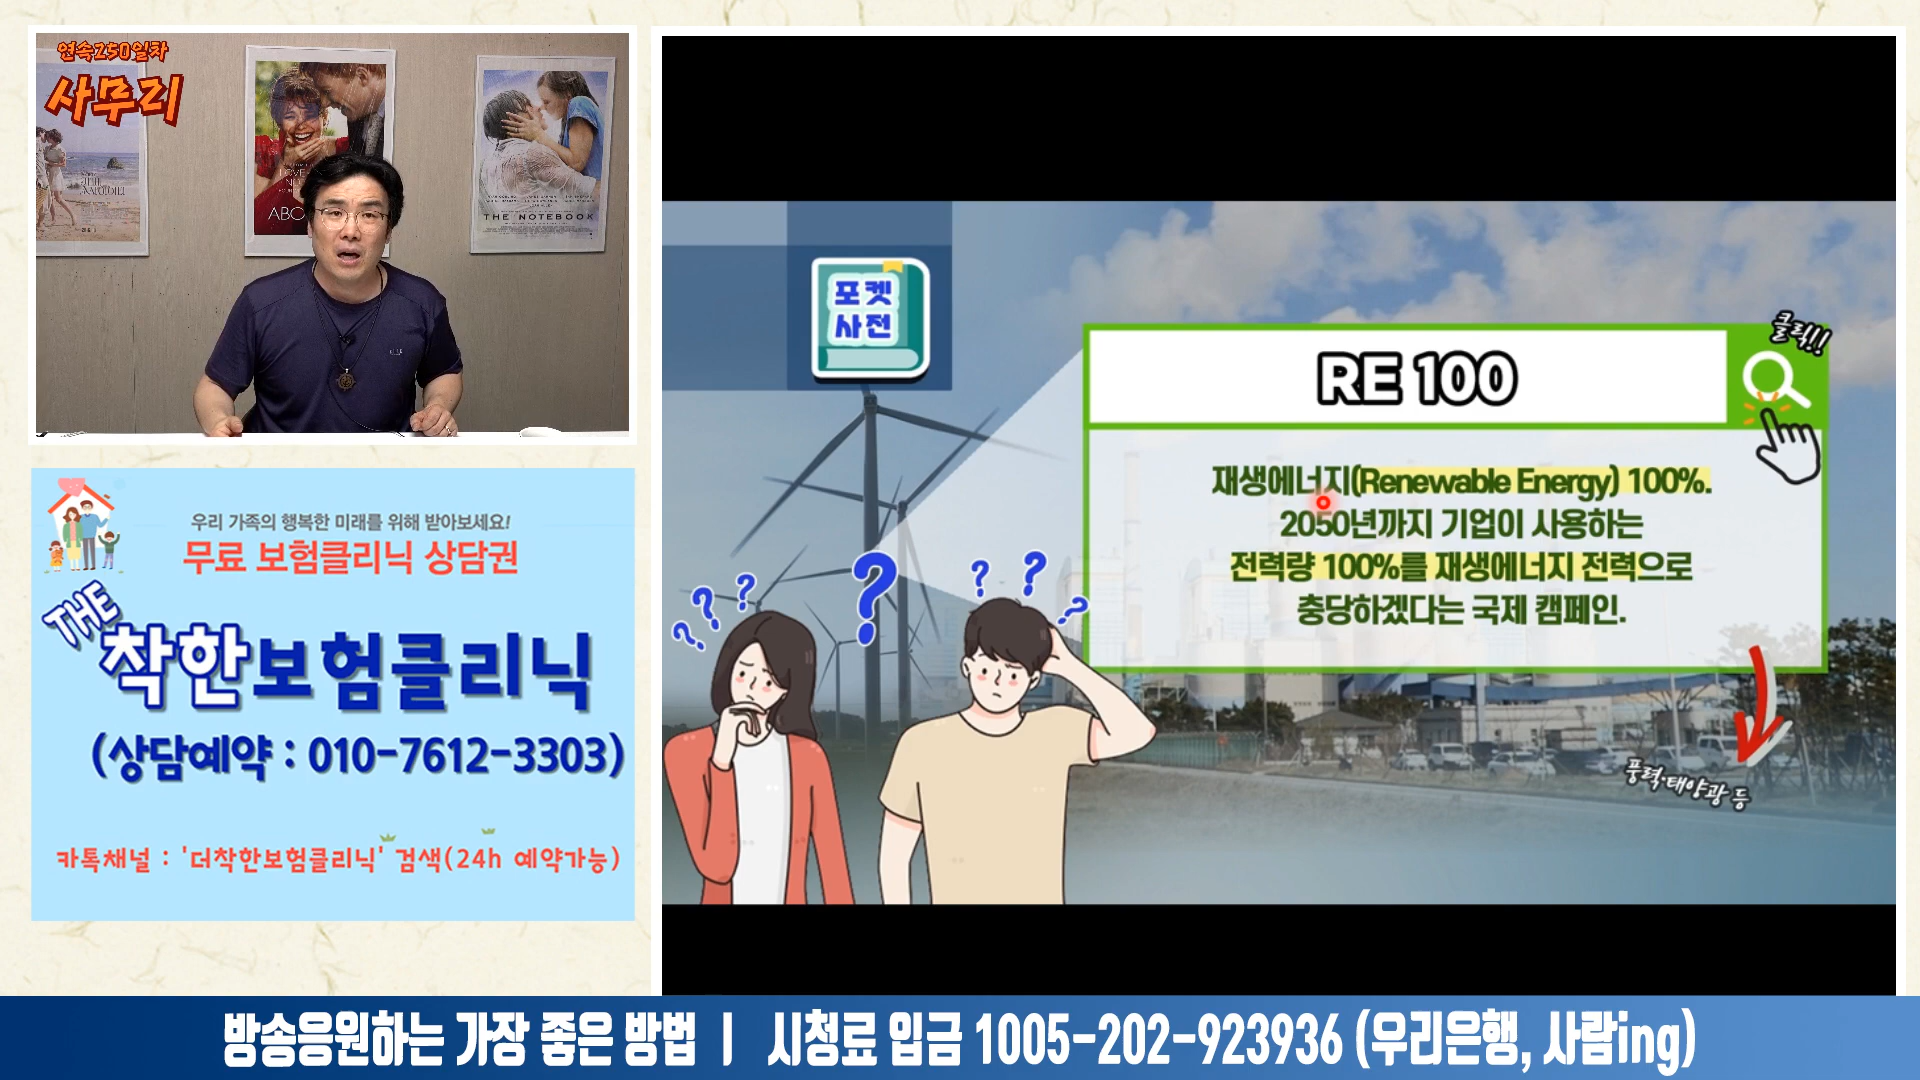 연속250일차
사무리
LOVE
NO
ABO
THE NOTEBOOK
우리 가족의 행복한 미래를 위해 받아보세요!
무료 보험클리닉 상담권
THE
착한보험클리닉
(상담예약 : 010-7612-3303)
카톡채널 : '더착한보험클리닉' 검색(24h 예약가능)
포켓
사전
클릭!!
RE 100
재생에너지(Renewable Energy) 100%.
2050년까지 기업이 사용하는
전력량 100%를 재생에너지 전력으로
충당하겠다는 국제 캠페인.
풍력·태양광 등
? ? ? ? ? ? ?
방송응원하는 가장 좋은 방법 | 시청료 입금 1005-202-923936 (우리은행, 사람ing)